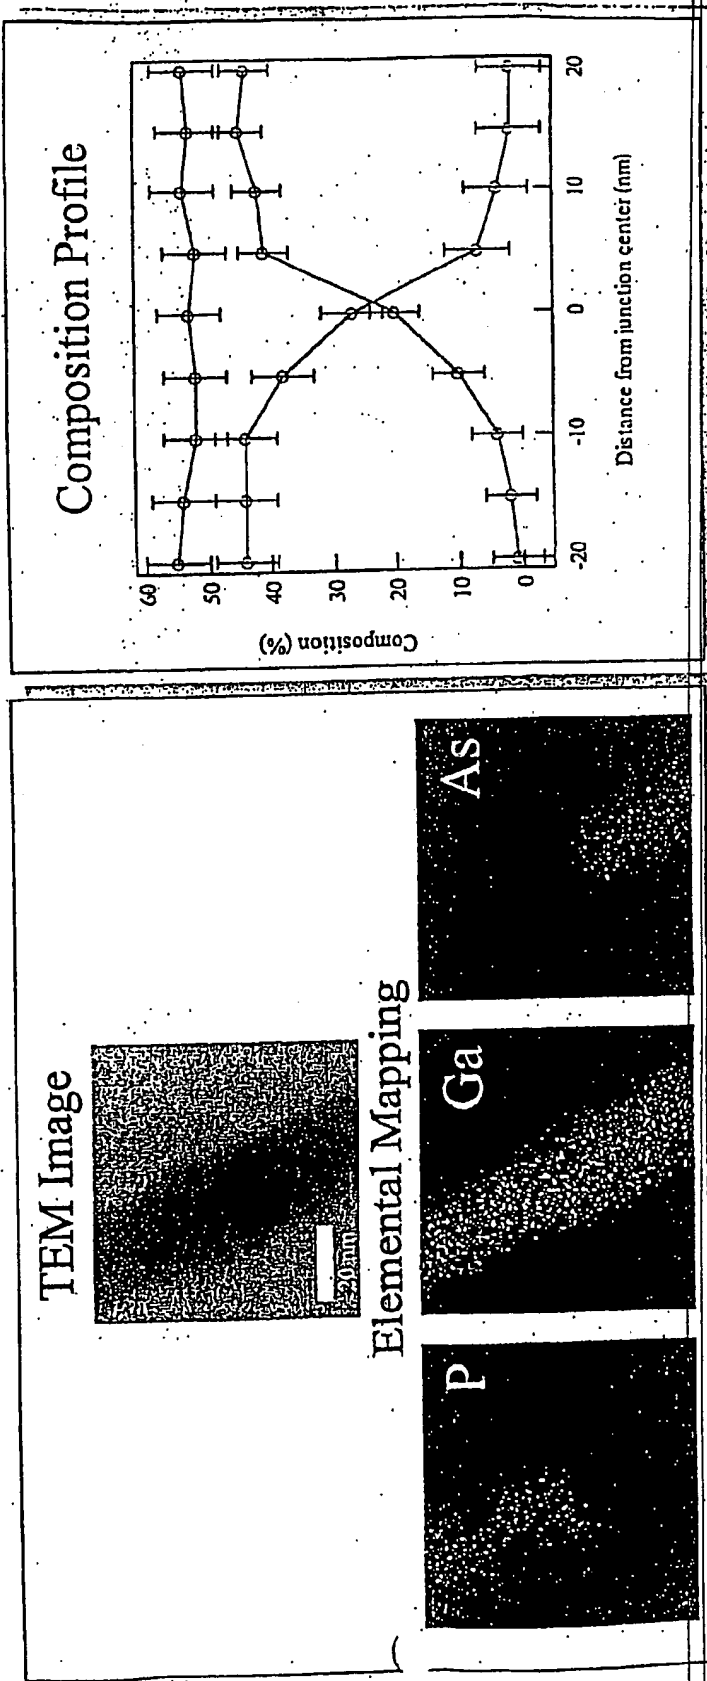 TEM Image
20 nm
Elemental Mapping
P
Ga
As
Composition Profile
Composition (%)
60
50
40
30
20
10
0
-20
-10
0
10
20
Distance from junction center (nm)